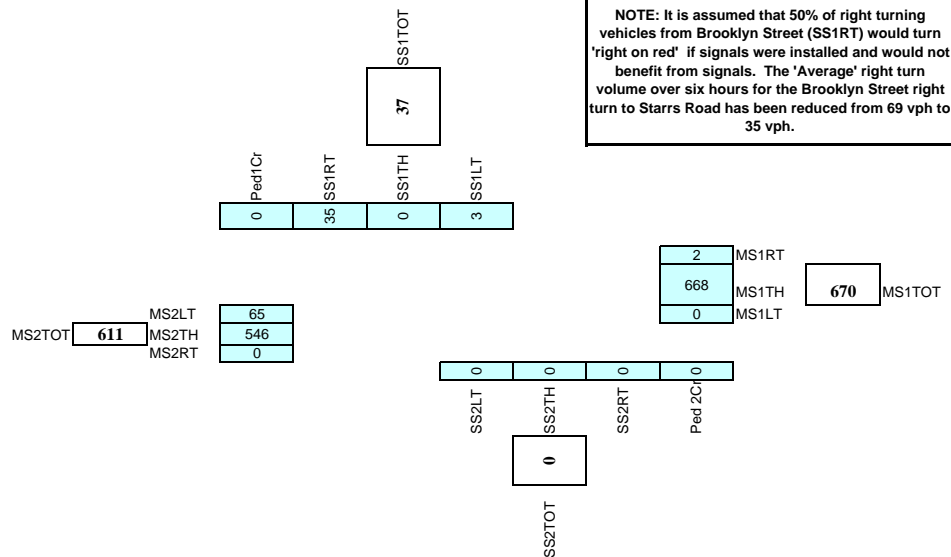 NOTE: It is assumed that 50% of right turning
vehicles from Brooklyn Street (SS1RT) would turn
'right on red' if signals were installed and would not
benefit from signals. The 'Average' right turn
volume over six hours for the Brooklyn Street right
turn to Starrs Road has been reduced from 69 vph to
35 vph.
SS1TOT
37
Ped1Cr
SS1RT
SS1TH
SS1LT
0
35
0
3
2 MS1RT
668 MS1TH 670 MS1TOT
0 MS1LT
MS2LT 65
MS2TOT 611 MS2TH 546
MS2RT 0
0
0
0
0
SS2LT
SS2TH
SS2RT
Ped 2Cr
0
SS2TOT